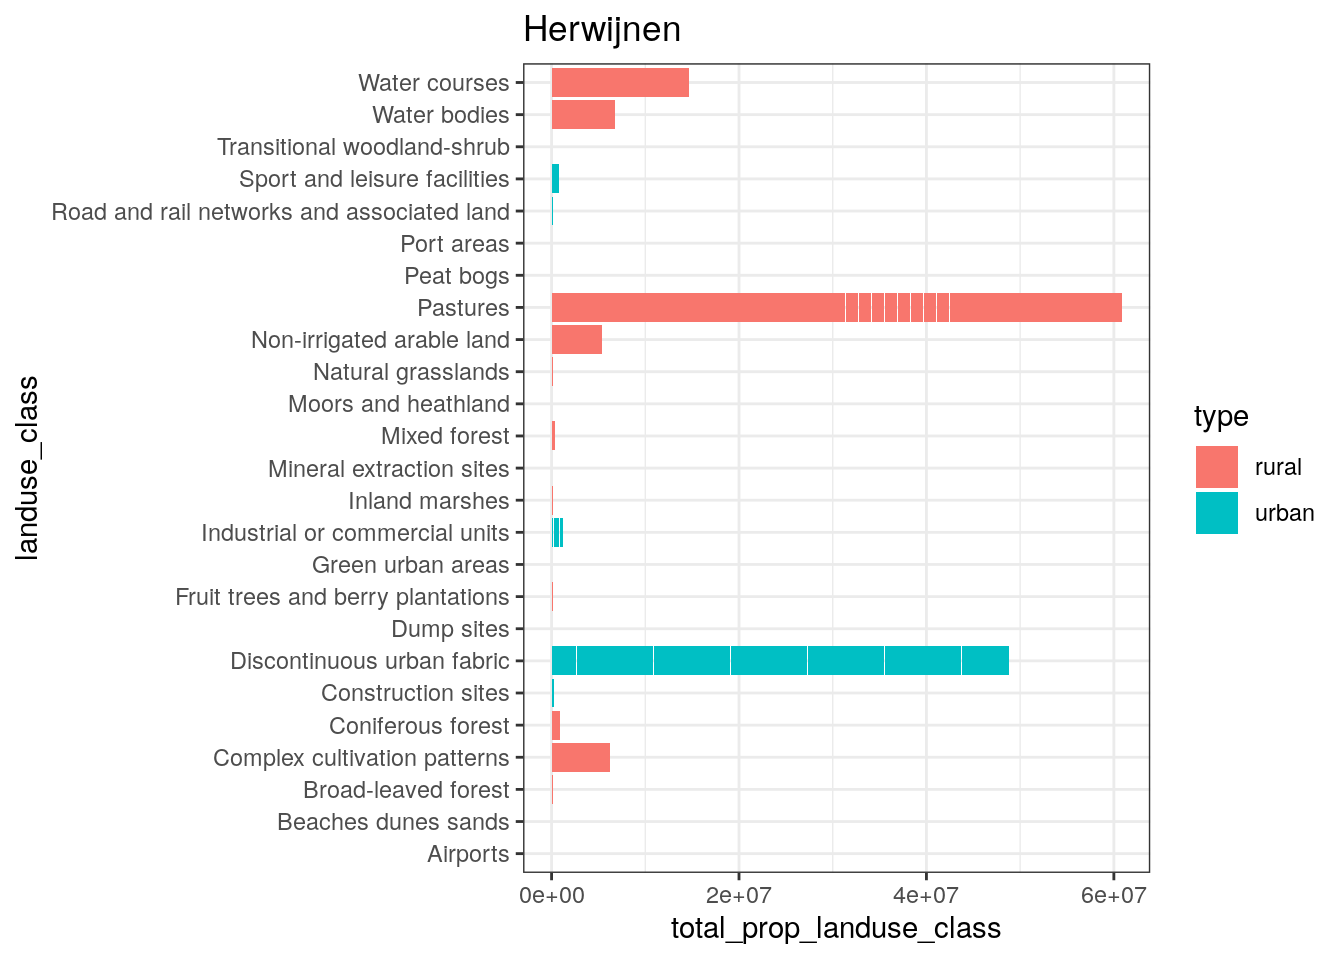 Herwijnen
Water courses
Water bodies
Transitional woodland-shrub
Sport and leisure facilities
Road and rail networks and associated land
Port areas
Peat bogs
Pastures
Non-irrigated arable land
Natural grasslands
Moors and heathland
Mixed forest
Mineral extraction sites
Inland marshes
Industrial or commercial units
Green urban areas
Fruit trees and berry plantations
Dump sites
Discontinuous urban fabric
Construction sites
Coniferous forest
Complex cultivation patterns
Broad-leaved forest
Beaches dunes sands
Airports
landuse_class
0e+00 2e+07 4e+07 6e+07
total_prop_landuse_class
type
rural
urban